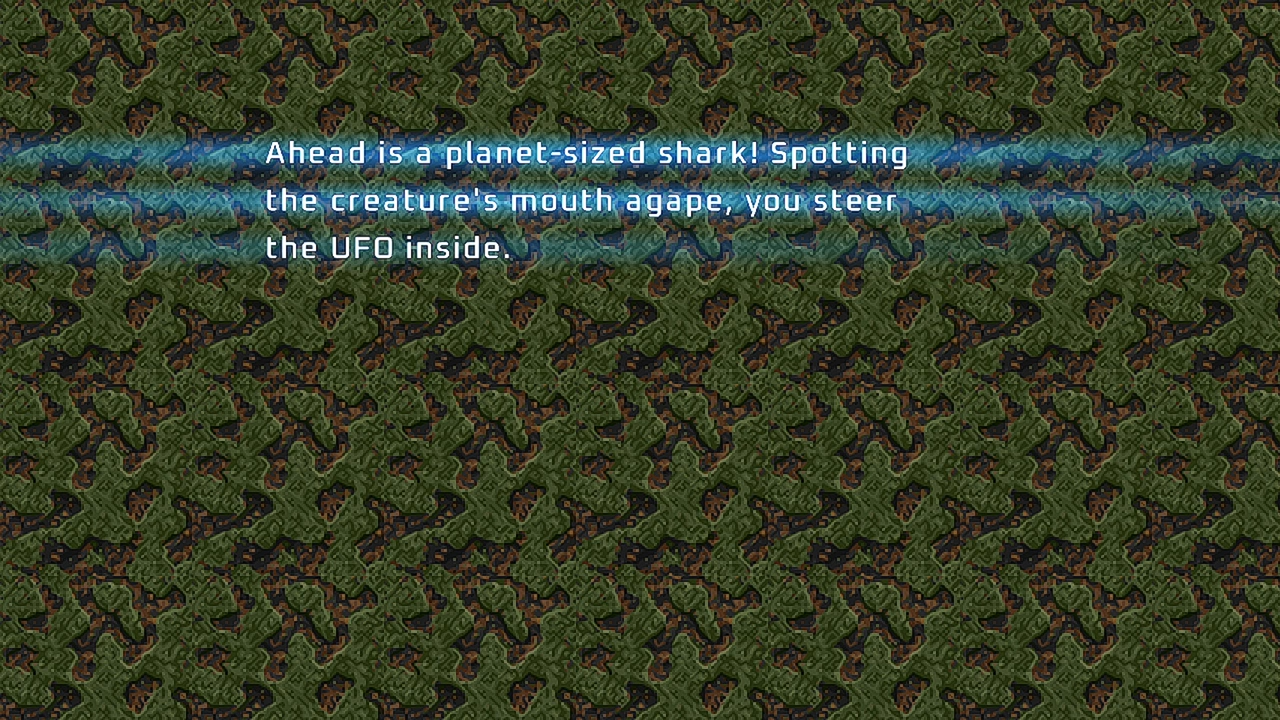 Ahead is a planet-sized shark! Spotting
the creature's mouth agape, you steer
the UFO inside.